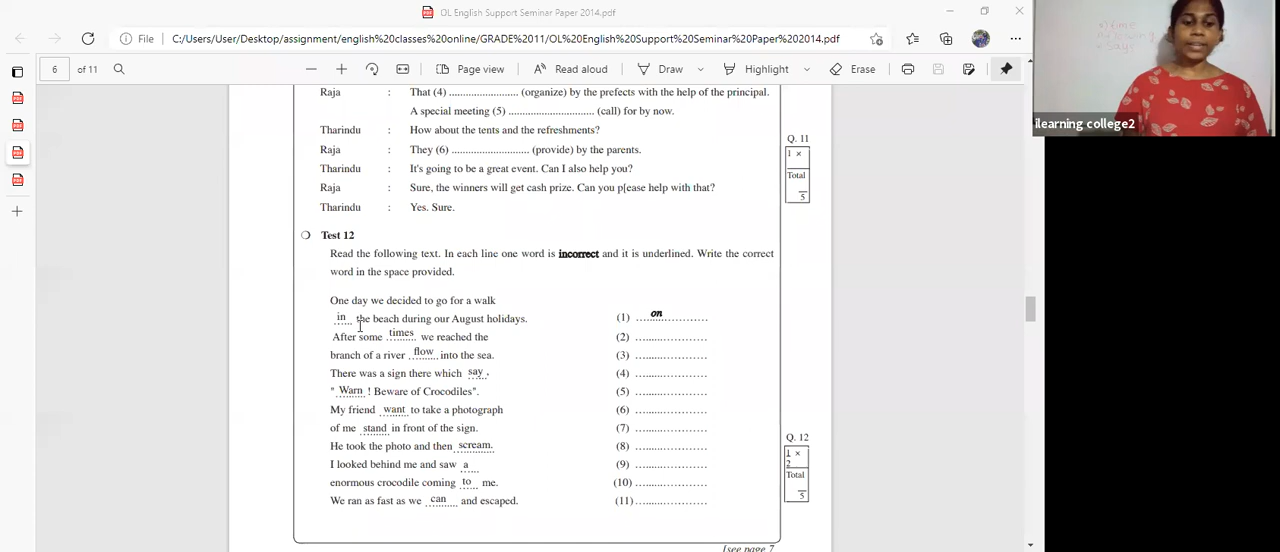 OL English Support Seminar Paper 2014.pdf
File C:/Users/User/Desktop/assignment/english%20classes%20online/GRADE%2011/OL%20English%20Support%20Seminar%20Paper%202014.pdf
6 of 11 Page view Read aloud Draw Highlight Erase
ilearning college2
Raja : That (4) ........................ (organize) by the prefects with the help of the principal.
A special meeting (5) .............................. (call) for by now.
Tharindu : How about the tents and the refreshments?
Raja : They (6) ........................... (provide) by the parents.
Tharindu : It's going to be a great event. Can I also help you?
Raja : Sure, the winners will get cash prize. Can you p[ease help with that?
Tharindu : Yes. Sure.
Q. 11
1 ×
Total
5
Test 12
Read the following text. In each line one word is incorrect and it is underlined. Write the correct
word in the space provided.
One day we decided to go for a walk
in the beach during our August holidays. (1) ....on............
After some times we reached the (2) ..........................
branch of a river flow into the sea. (3) ..........................
There was a sign there which say, (4) ..........................
" Warn ! Beware of Crocodiles". (5) ..........................
My friend want to take a photograph (6) ..........................
of me stand in front of the sign. (7) ..........................
He took the photo and then scream. (8) ..........................
I looked behind me and saw a (9) ..........................
enormous crocodile coming to me. (10) ..........................
We ran as fast as we can and escaped. (11) ..........................
Q. 12
1 ×
2
Total
5
[see page 7